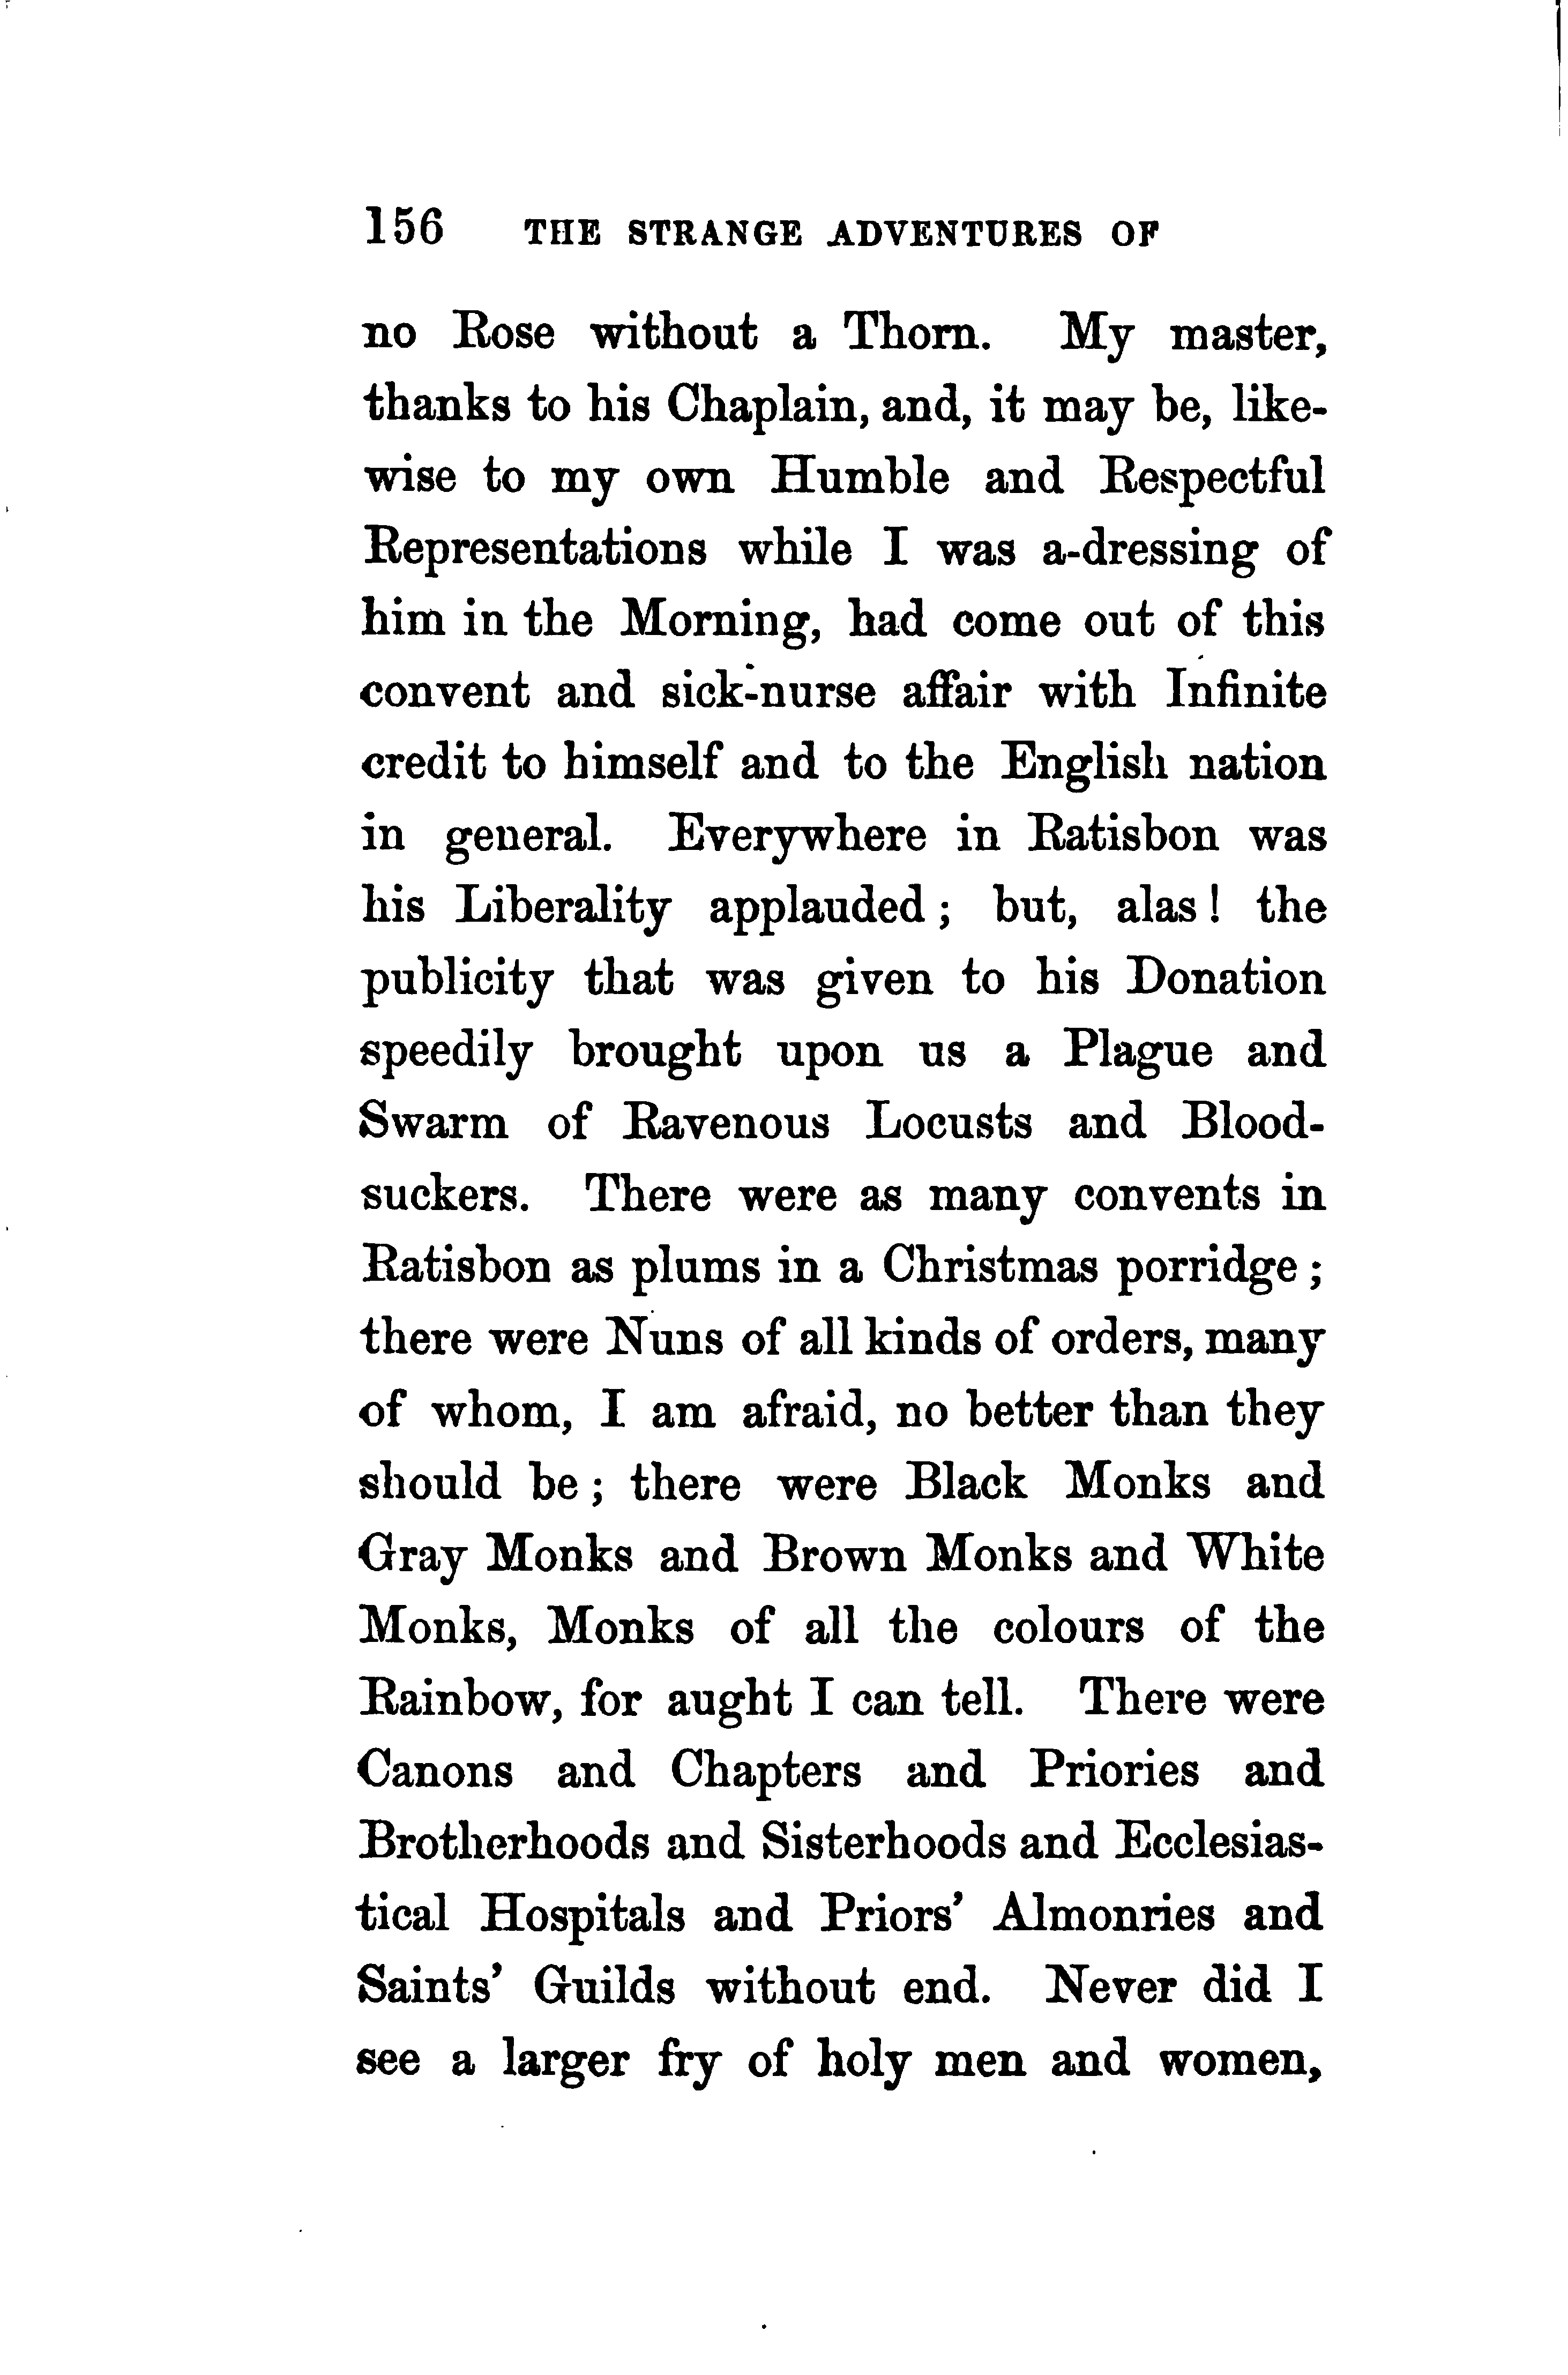 156 THE STRANGE ADVENTURES OF
no Rose without a Thorn. My master,
thanks to his Chaplain, and, it may be, like-
wise to my own Humble and Respectful
Representations while I was a-dressing of
him in the Morning, had come out of this
convent and sick-nurse affair with Infinite
credit to himself and to the English nation
in general. Everywhere in Ratisbon was
his Liberality applauded; but, alas! the
publicity that was given to his Donation
speedily brought upon us a Plague and
Swarm of Ravenous Locusts and Blood-
suckers. There were as many convents in
Ratisbon as plums in a Christmas porridge;
there were Nuns of all kinds of orders, many
of whom, I am afraid, no better than they
should be; there were Black Monks and
Gray Monks and Brown Monks and White
Monks, Monks of all the colours of the
Rainbow, for aught I can tell. There were
Canons and Chapters and Priories and
Brotherhoods and Sisterhoods and Ecclesias-
tical Hospitals and Priors' Almonries and
Saints' Guilds without end. Never did I
see a larger fry of holy men and women,